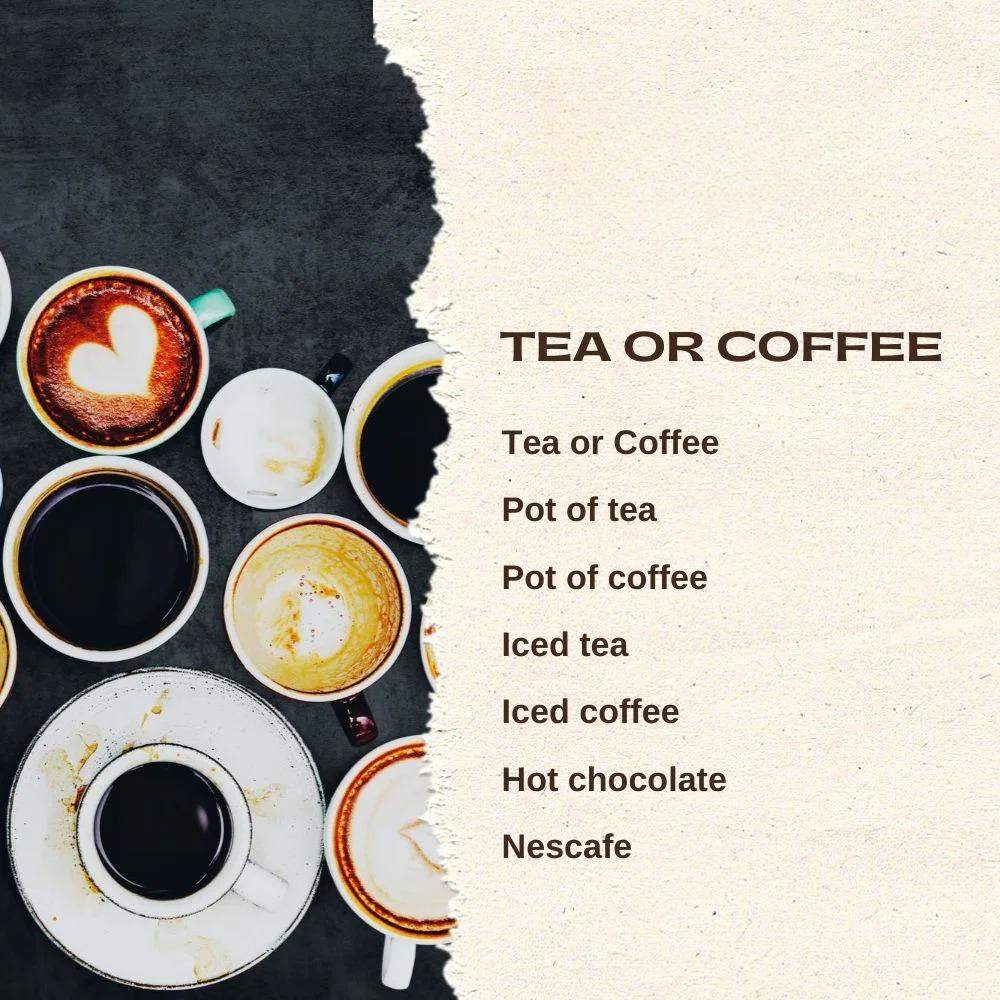 TEA OR COFFEE
Tea or Coffee
Pot of tea
Pot of coffee
Iced tea
Iced coffee
Hot chocolate
Nescafe